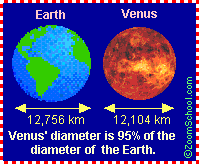 Earth Venus
12,756 km 12,104 km
Venus' diameter is 95% of the
diameter of the Earth.
©ZoomSchool.com